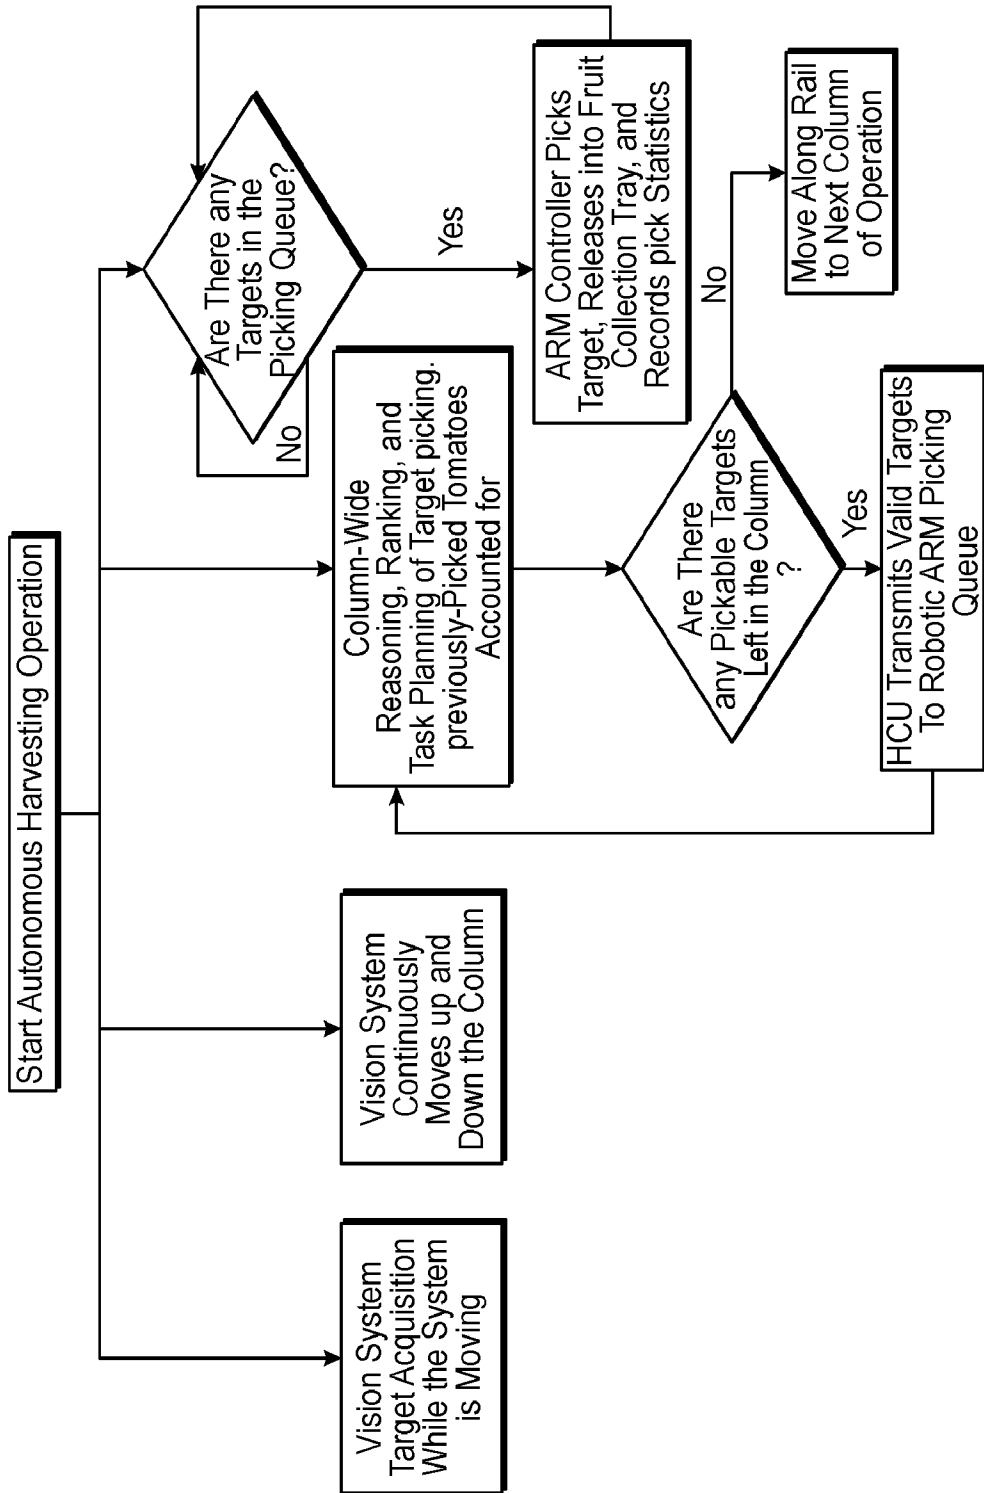 Start Autonomous Harvesting Operation
Vision System
Target Acquisition
While the System
is Moving
Vision System
Continuously
Moves up and
Down the Column
Column-Wide
Reasoning, Ranking, and
Task Planning of Target picking.
previously-Picked Tomatoes
Accounted for
Are There
any Pickable Targets
Left in the Column
?
Yes
No
HCU Transmits Valid Targets
To Robotic ARM Picking
Queue
Move Along Rail
to Next Column
of Operation
Are There any
Targets in the
Picking Queue?
No
Yes
ARM Controller Picks
Target, Releases into Fruit
Collection Tray, and
Records pick Statistics